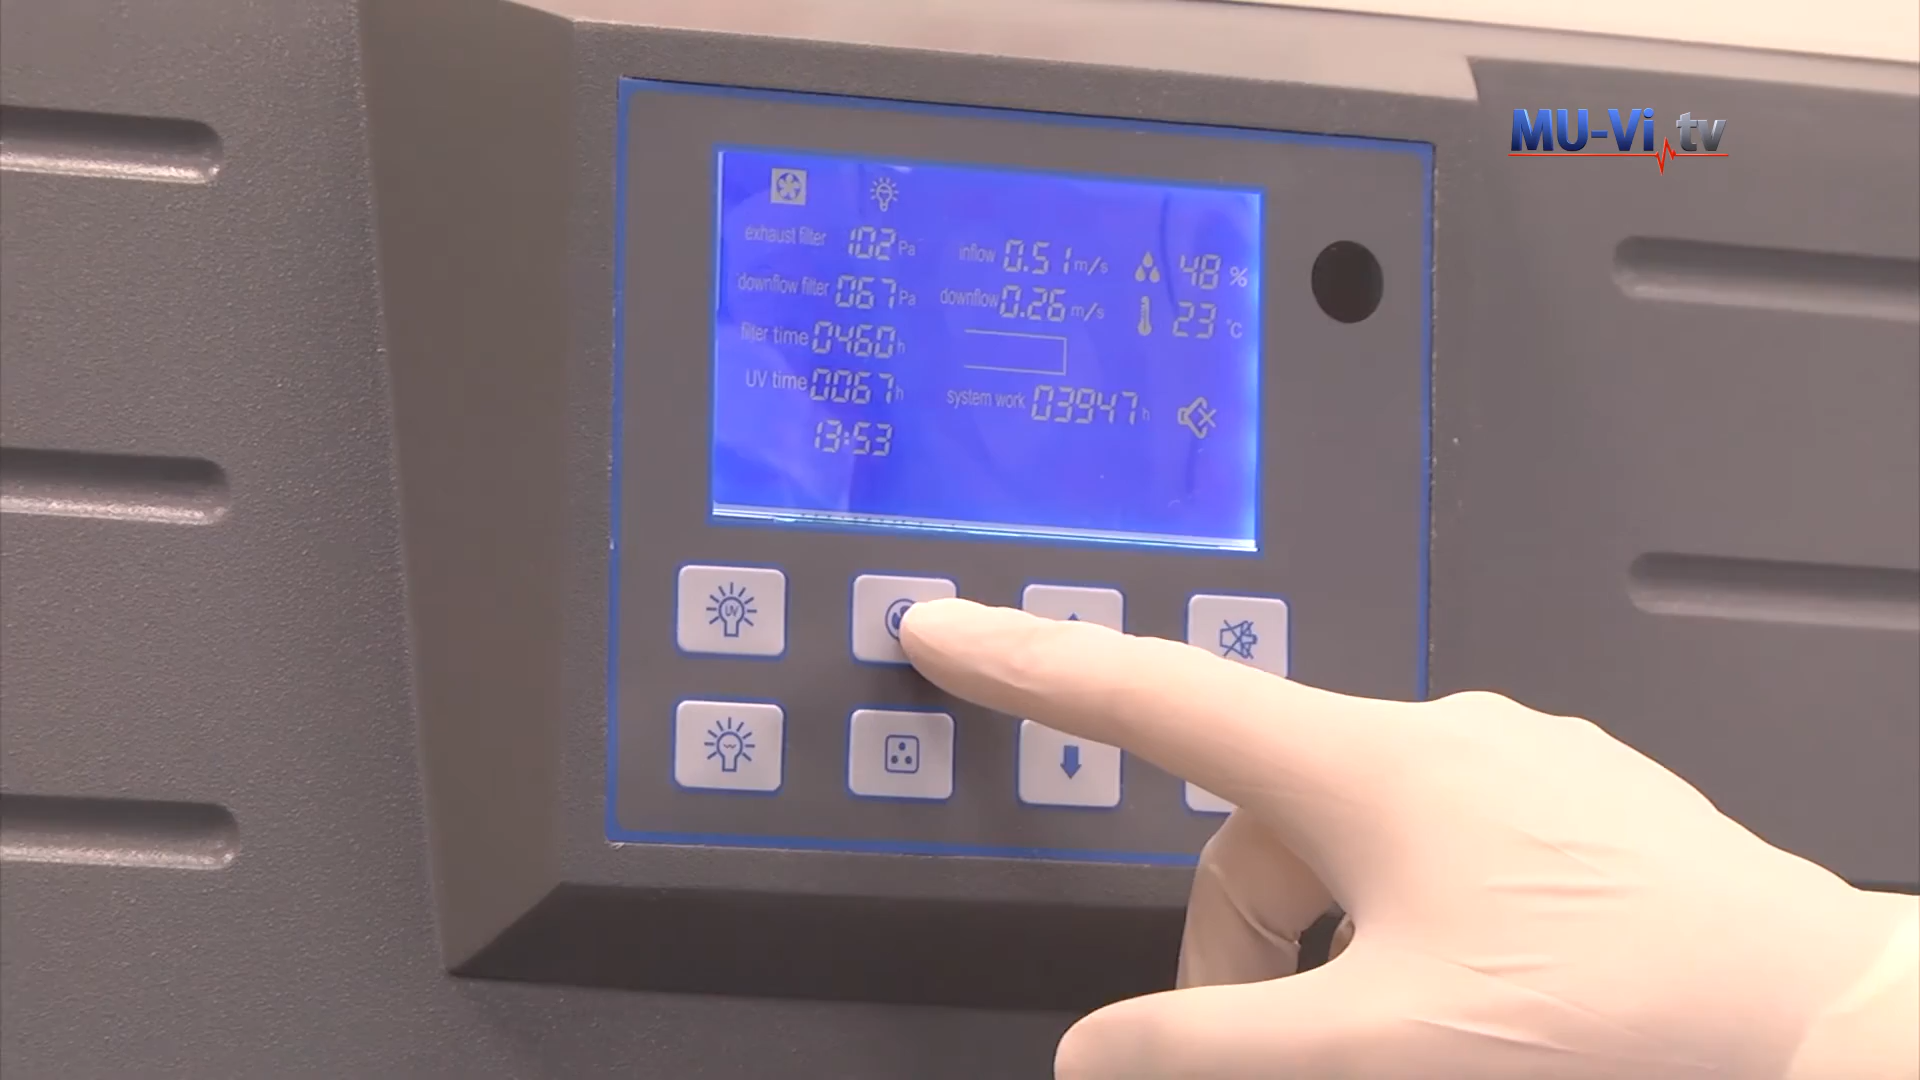 MU-Vi.tv
exhaust filter 102 Pa
inflow 0.51 m/s
48 %
downflow filter 067 Pa
downflow 0.26 m/s
23 °C
filter time 0460 h
UV time 0067 h
system work 03947 h
13:53
UV